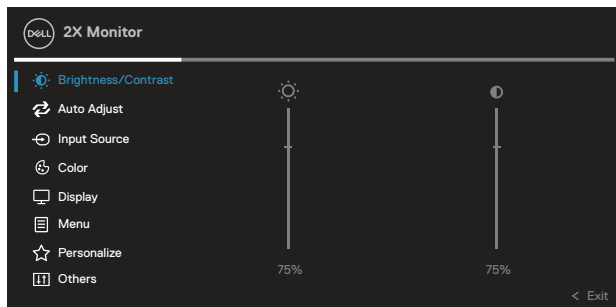 DELL
2X Monitor
Brightness/Contrast
Auto Adjust
Input Source
Color
Display
Menu
Personalize
Others
75%
75%
< Exit